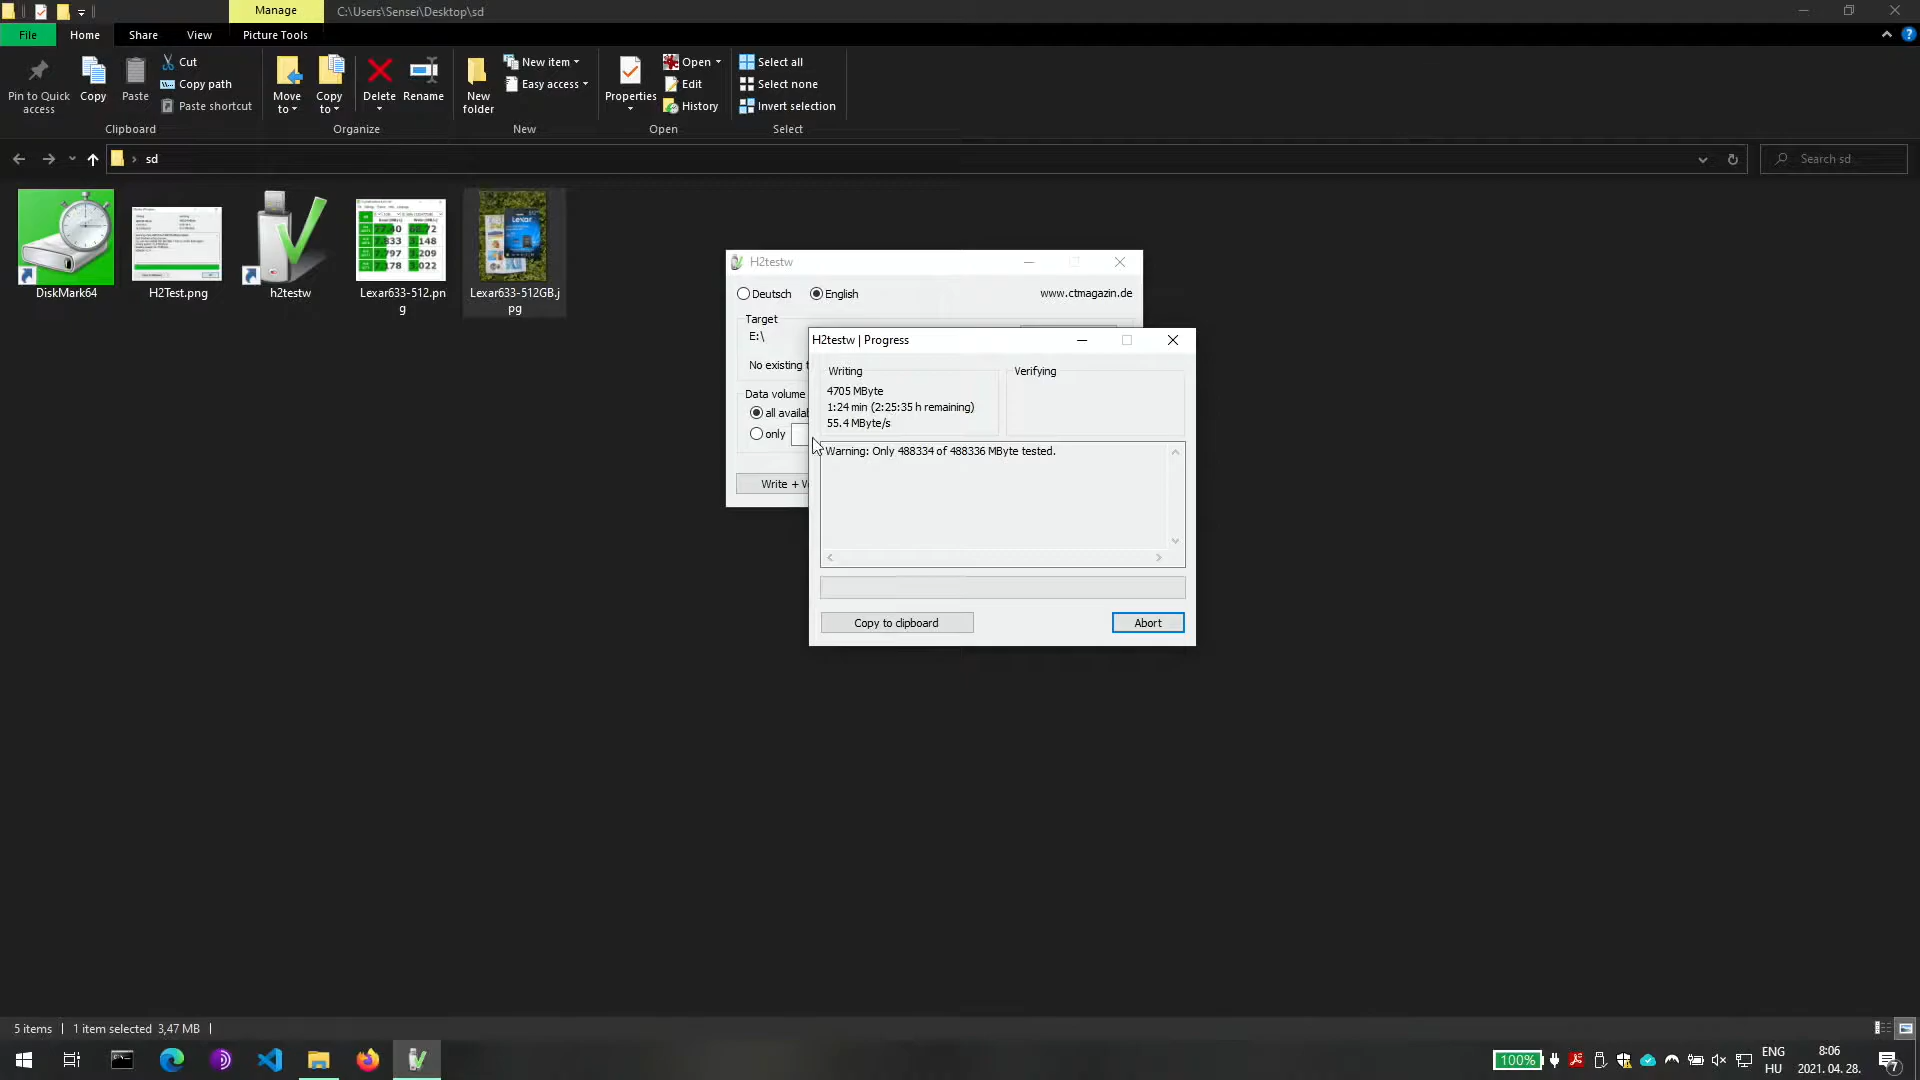 Manage
C:\Users\Sensei\Desktop\sd
File
Home
Share
View
Picture Tools
Pin to Quick
access
Copy
Paste
Cut
Copy path
Paste shortcut
Clipboard
Move
to
Copy
to
Delete
Rename
Organize
New
folder
New item
Easy access
New
Properties
Open
Edit
History
Open
Select all
Select none
Invert selection
Select
sd
Search sd
DiskMark64
H2Test.png
h2testw
Lexar633-512.pn
g
Lexar633-512GB.j
pg
Lexar
H2testw
Deutsch
English
www.ctmagazin.de
Target
E:\
No existing
Data volume
all availa
only
Write + V
H2testw | Progress
Writing
4705 MByte
1:24 min (2:25:35 h remaining)
55.4 MByte/s
Verifying
Warning: Only 488334 of 488336 MByte tested.
Copy to clipboard
Abort
5 items
1 item selected 3,47 MB
100%
ENG
HU
8:06
2021. 04. 28.
7